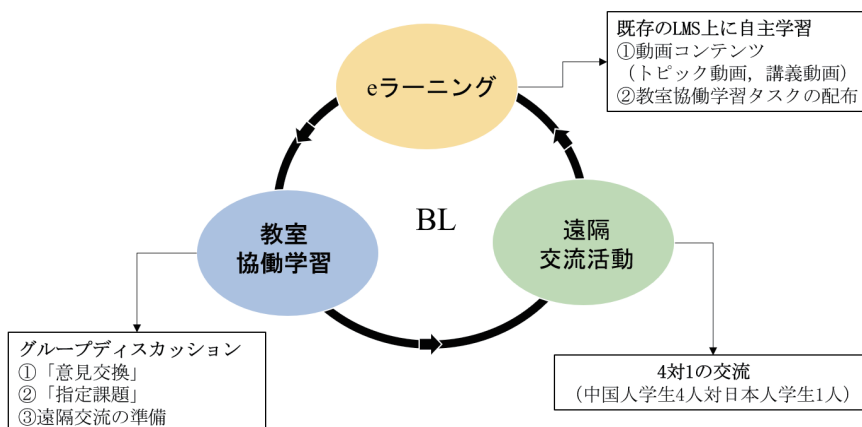 eラーニング
既存のLMS上に自主学習
①動画コンテンツ
（トピック動画，講義動画）
②教室協働学習タスクの配布
教室
協働学習
BL
遠隔
交流活動
グループディスカッション
①「意見交換」
②「指定課題」
③遠隔交流の準備
4対1の交流
（中国人学生4人対日本人学生1人）